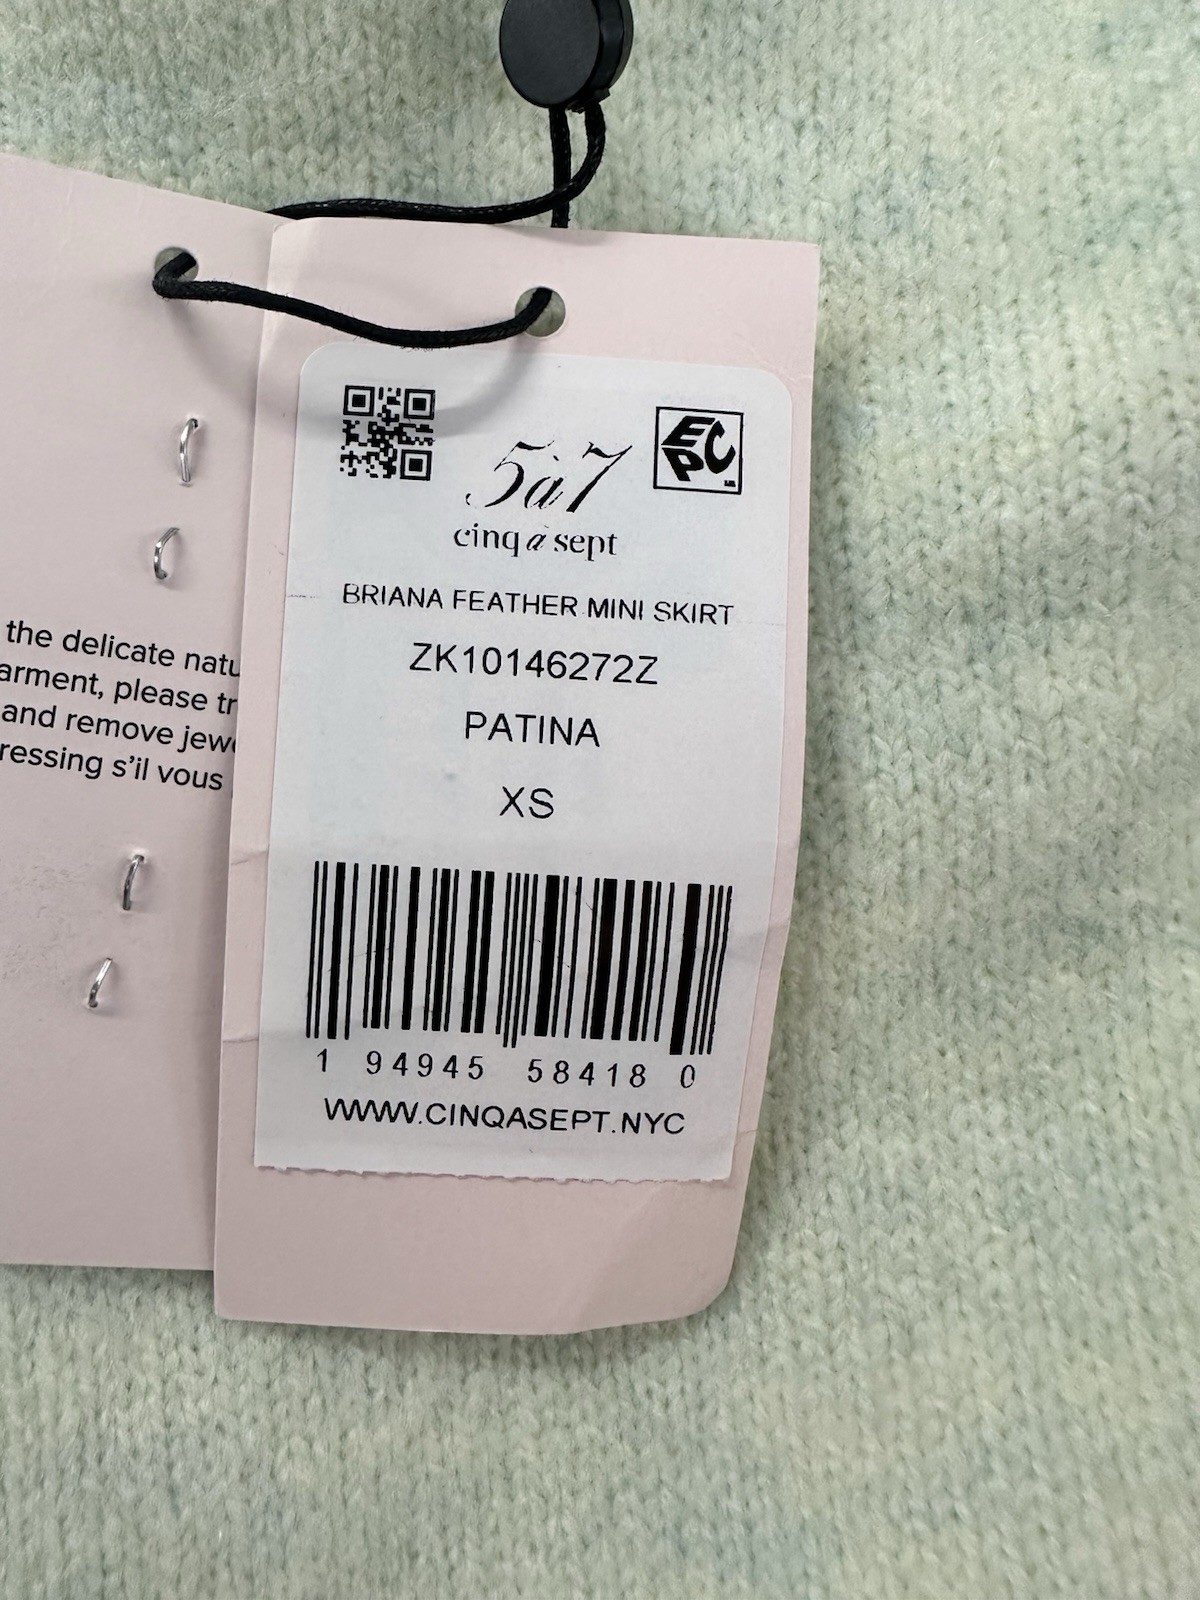 the delicate natu
arment, please tr
and remove jew
ressing s'il vous
5à7
EPC
cinq à sept
BRIANA FEATHER MINI SKIRT
ZK10146272Z
PATINA
XS
1 94945 58418 0
WWW.CINQASEPT.NYC